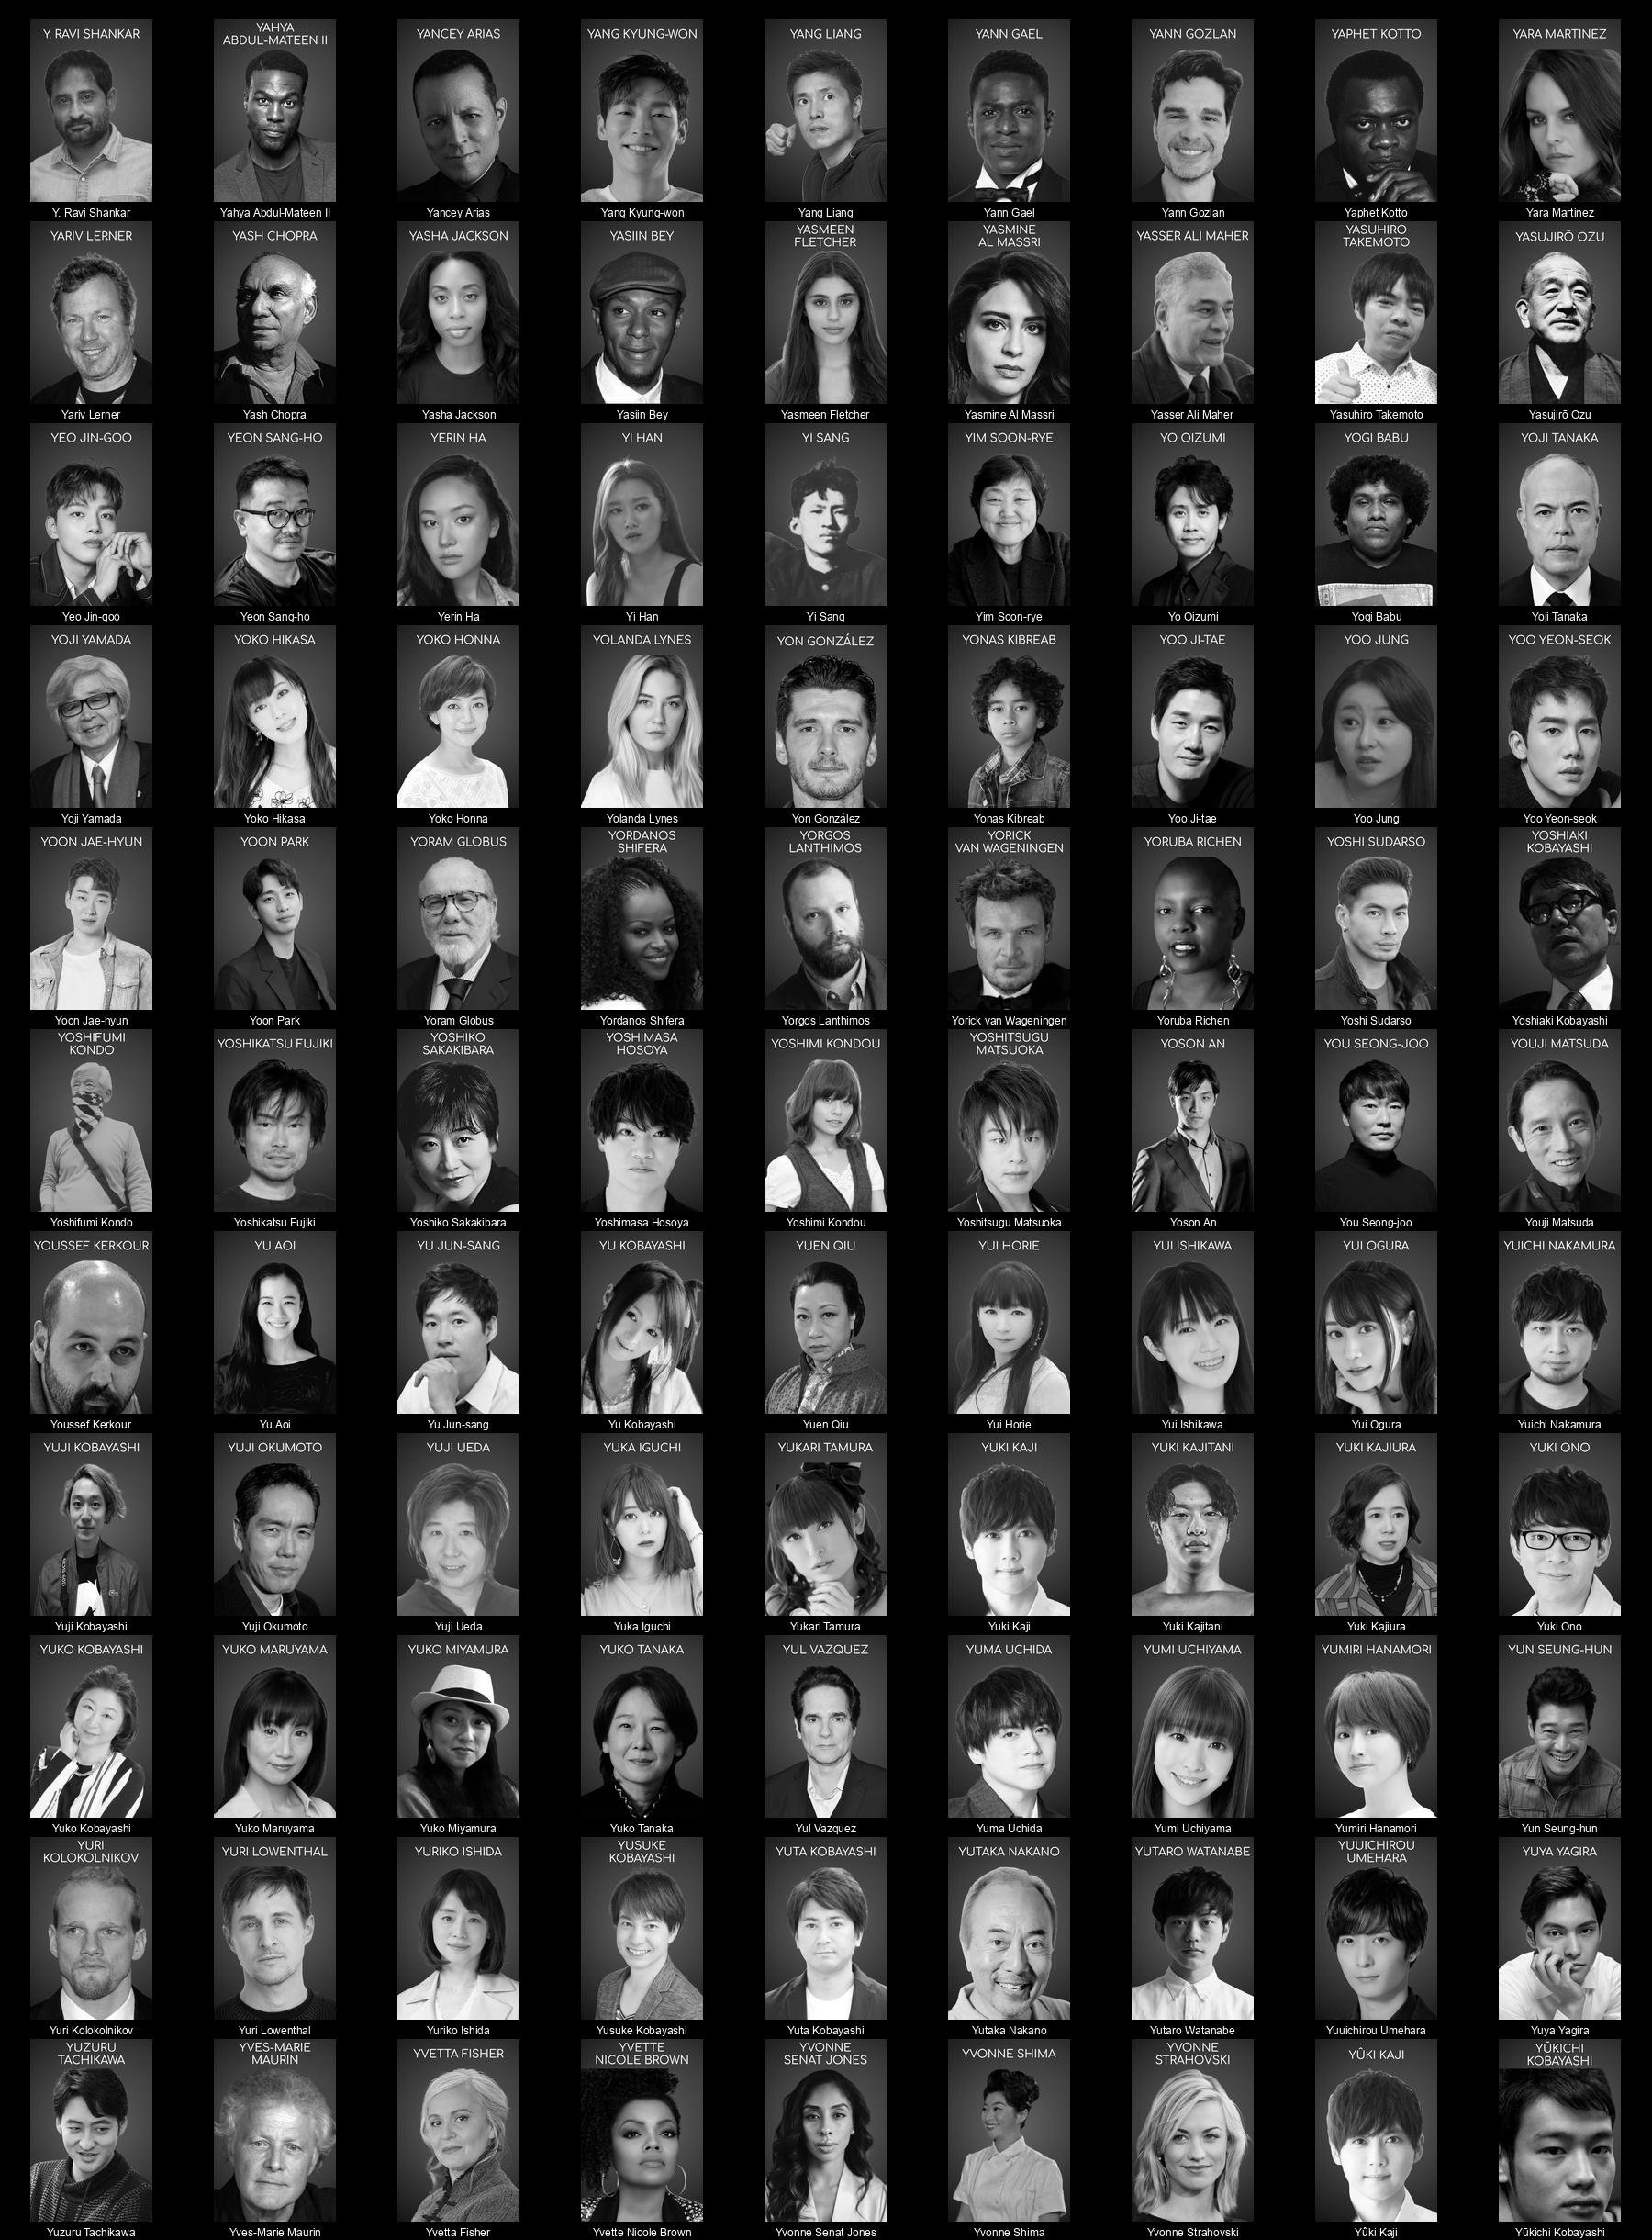 Y. RAVI SHANKAR
YAHYA
ABDUL-MATEEN II
YANCEY ARIAS
YANG KYUNG-WON
YANG LIANG
YANN GAEL
YANN GOZLAN
YAPHET KOTTO
YARA MARTINEZ
Y. Ravi Shankar
Yahya Abdul-Mateen II
Yancey Arias
Yang Kyung-won
Yang Liang
Yann Gael
Yann Gozlan
Yaphet Kotto
Yara Martinez
YARIV LERNER
YASH CHOPRA
YASHA JACKSON
YASIIN BEY
YASMEEN
FLETCHER
YASMINE
AL MASSRI
YASSER ALI MAHER
YASUHIRO
TAKEMOTO
YASUJIRŌ OZU
Yariv Lerner
Yash Chopra
Yasha Jackson
Yasiin Bey
Yasmeen Fletcher
Yasmine Al Massri
Yasser Ali Maher
Yasuhiro Takemoto
Yasujirō Ozu
YEO JIN-GOO
YEON SANG-HO
YERIN HA
YI HAN
YI SANG
YIM SOON-RYE
YO OIZUMI
YOGI BABU
YOJI TANAKA
Yeo Jin-goo
Yeon Sang-ho
Yerin Ha
Yi Han
Yi Sang
Yim Soon-rye
Yo Oizumi
Yogi Babu
Yoji Tanaka
YOJI YAMADA
YOKO HIKASA
YOKO HONNA
YOLANDA LYNES
YON GONZÁLEZ
YONAS KIBREAB
YOO JI-TAE
YOO JUNG
YOO YEON-SEOK
Yoji Yamada
Yoko Hikasa
Yoko Honna
Yolanda Lynes
Yon González
Yonas Kibreab
Yoo Ji-tae
Yoo Jung
Yoo Yeon-seok
YOON JAE-HYUN
YOON PARK
YORAM GLOBUS
YORDANOS
SHIFERA
YORGOS
LANTHIMOS
YORICK
VAN WAGENINGEN
YORUBA RICHEN
YOSHI SUDARSO
YOSHIAKI
KOBAYASHI
Yoon Jae-hyun
Yoon Park
Yoram Globus
Yordanos Shifera
Yorgos Lanthimos
Yorick van Wageningen
Yoruba Richen
Yoshi Sudarso
Yoshiaki Kobayashi
YOSHIFUMI
KONDO
YOSHIKATSU FUJIKI
YOSHIKO
SAKAKIBARA
YOSHIMASA
HOSOYA
YOSHIMI KONDOU
YOSHITSUGU
MATSUOKA
YOSON AN
YOU SEONG-JOO
YOUJI MATSUDA
Yoshifumi Kondo
Yoshikatsu Fujiki
Yoshiko Sakakibara
Yoshimasa Hosoya
Yoshimi Kondou
Yoshitsugu Matsuoka
Yoson An
You Seong-joo
Youji Matsuda
YOUSSEF KERKOUR
YU AOI
YU JUN-SANG
YU KOBAYASHI
YUEN QIU
YUI HORIE
YUI ISHIKAWA
YUI OGURA
YUICHI NAKAMURA
Youssef Kerkour
Yu Aoi
Yu Jun-sang
Yu Kobayashi
Yuen Qiu
Yui Horie
Yui Ishikawa
Yui Ogura
Yuichi Nakamura
YUJI KOBAYASHI
YUJI OKUMOTO
YUJI UEDA
YUKA IGUCHI
YUKARI TAMURA
YUKI KAJI
YUKI KAJITANI
YUKI KAJIURA
YUKI ONO
Yuji Kobayashi
Yuji Okumoto
Yuji Ueda
Yuka Iguchi
Yukari Tamura
Yuki Kaji
Yuki Kajitani
Yuki Kajiura
Yuki Ono
YUKO KOBAYASHI
YUKO MARUYAMA
YUKO MIYAMURA
YUKO TANAKA
YUL VAZQUEZ
YUMA UCHIDA
YUMI UCHIYAMA
YUMIRI HANAMORI
YUN SEUNG-HUN
Yuko Kobayashi
Yuko Maruyama
Yuko Miyamura
Yuko Tanaka
Yul Vazquez
Yuma Uchida
Yumi Uchiyama
Yumiri Hanamori
Yun Seung-hun
YURI
KOLOKOLNIKOV
YURI LOWENTHAL
YURIKO ISHIDA
YUSUKE
KOBAYASHI
YUTA KOBAYASHI
YUTAKA NAKANO
YUTARO WATANABE
YUUICHIROU
UMEHARA
YUYA YAGIRA
Yuri Kolokolnikov
Yuri Lowenthal
Yuriko Ishida
Yusuke Kobayashi
Yuta Kobayashi
Yutaka Nakano
Yutaro Watanabe
Yuuichirou Umehara
Yuya Yagira
YUZURU
TACHIKAWA
YVES-MARIE
MAURIN
YVETTA FISHER
YVETTE
NICOLE BROWN
YVONNE
SENAT JONES
YVONNE SHIMA
YVONNE
STRAHOVSKI
YÛKI KAJI
YŪKICHI
KOBAYASHI
Yuzuru Tachikawa
Yves-Marie Maurin
Yvetta Fisher
Yvette Nicole Brown
Yvonne Senat Jones
Yvonne Shima
Yvonne Strahovski
Yûki Kaji
Yūkichi Kobayashi